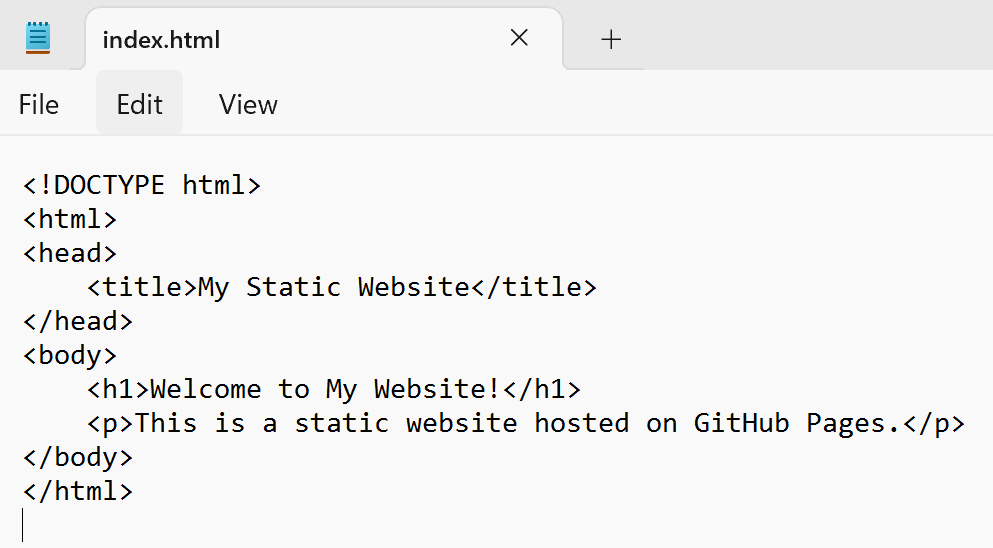 index.html
File Edit View
<!DOCTYPE html>
<html>
<head>
    <title>My Static Website</title>
</head>
<body>
    <h1>Welcome to My Website!</h1>
    <p>This is a static website hosted on GitHub Pages.</p>
</body>
</html>